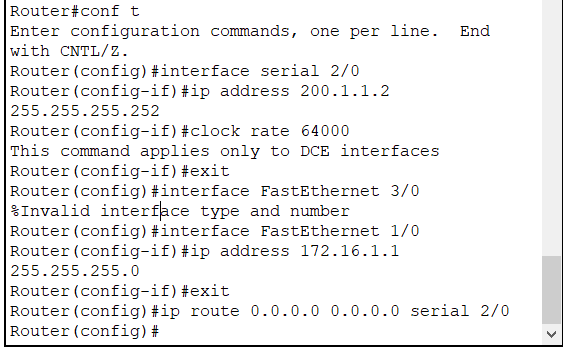 Router#conf t
Enter configuration commands, one per line.  End
with CNTL/Z.
Router(config)#interface serial 2/0
Router(config-if)#ip address 200.1.1.2
255.255.255.252
Router(config-if)#clock rate 64000
This command applies only to DCE interfaces
Router(config-if)#exit
Router(config)#interface FastEthernet 3/0
%Invalid interface type and number
Router(config)#interface FastEthernet 1/0
Router(config-if)#ip address 172.16.1.1
255.255.255.0
Router(config-if)#exit
Router(config)#ip route 0.0.0.0 0.0.0.0 serial 2/0
Router(config)#